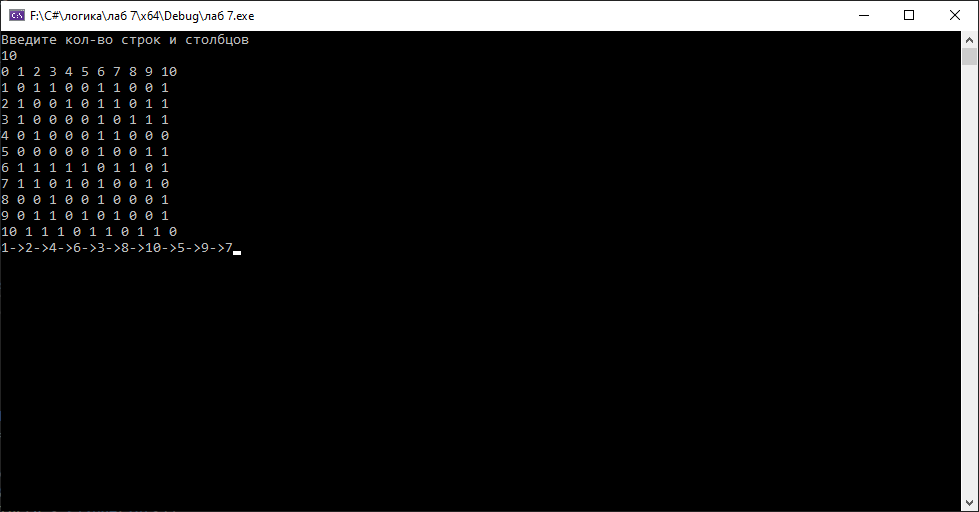 F:\C#\логика\лаб 7\x64\Debug\лаб 7.exe
Введите кол-во строк и столбцов
10
0 1 2 3 4 5 6 7 8 9 10
1 0 1 1 0 0 1 1 0 0 1
2 1 0 0 1 0 1 1 0 1 1
3 1 0 0 0 0 1 0 1 1 1
4 0 1 0 0 0 1 1 0 0 0
5 0 0 0 0 0 1 0 0 1 1
6 1 1 1 1 1 0 1 1 0 1
7 1 1 0 1 0 1 0 0 1 0
8 0 0 1 0 0 1 0 0 0 1
9 0 1 1 0 1 0 1 0 0 1
10 1 1 1 0 1 1 0 1 1 0
1->2->4->6->3->8->10->5->9->7